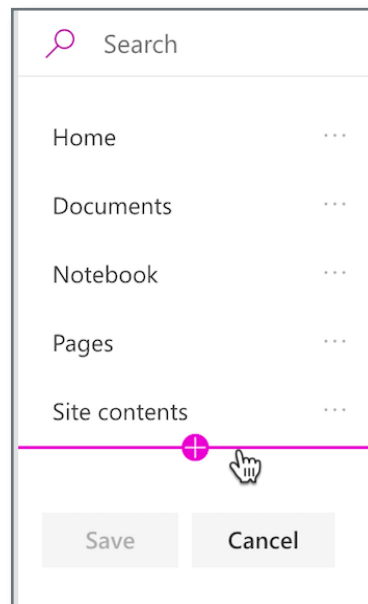 Search
Home ...
Documents ...
Notebook ...
Pages ...
Site contents ...
Save Cancel